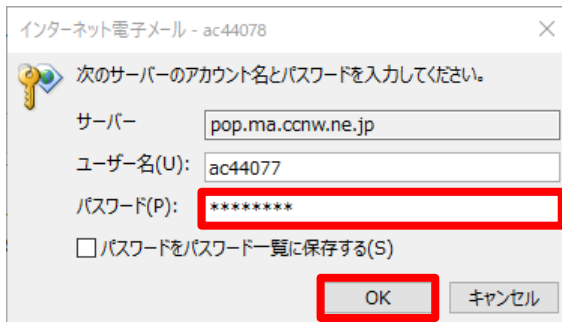 インターネット電子メール - ac44078
次のサーバーのアカウント名とパスワードを入力してください。
サーバー pop.ma.ccnw.ne.jp
ユーザー名(U): ac44077
パスワード(P): ********
パスワードをパスワード一覧に保存する(S)
OK キャンセル